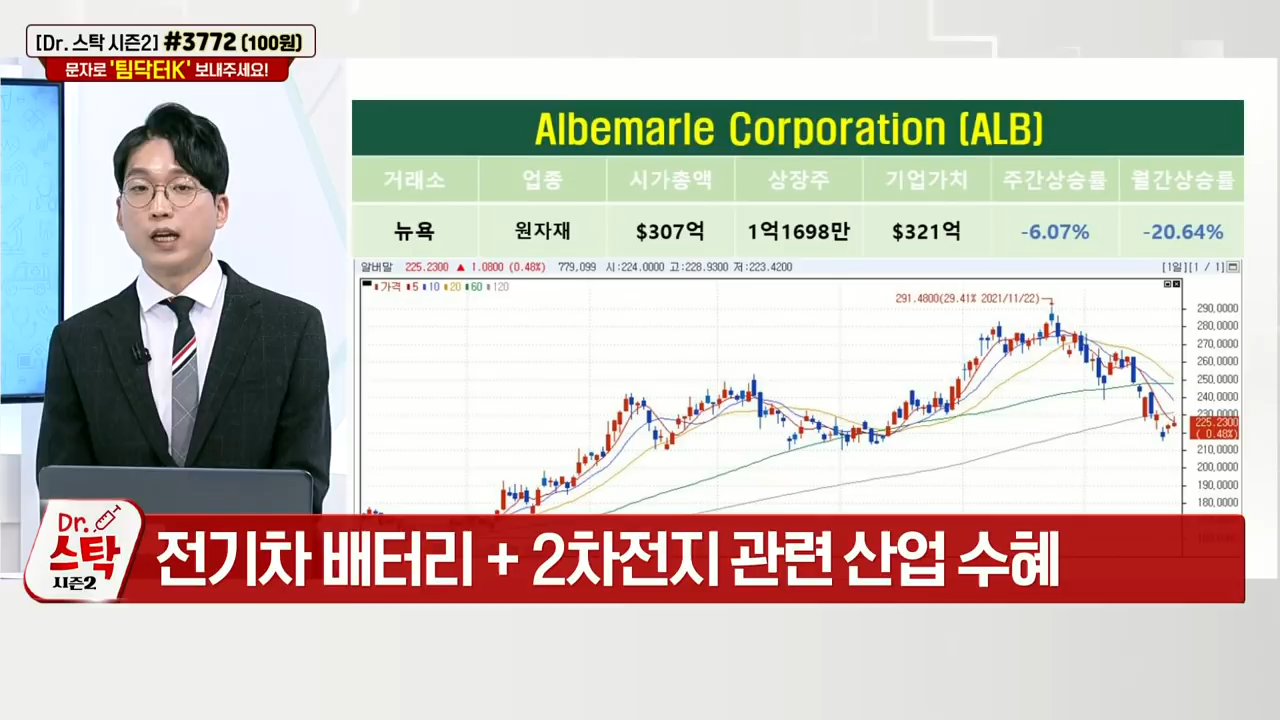 [Dr. 스탁 시즌2] #3772 (100원)
문자로 '팀닥터K' 보내주세요!
Albemarle Corporation (ALB)
거래소 업종 시가총액 상장주 기업가치 주간상승률 월간상승률
뉴욕 원자재 $307억 1억1698만 $321억 -6.07% -20.64%
알버말 225.2300 ▲ 1.0800 (0.48%) 779,099 시:224.0000 고:228.9300 저:223.4200 [1일][1 / 1]
가격 5 10 20 60 120
291.4800(29.41% 2021/11/22)
290.0000
280.0000
270.0000
260.0000
250.0000
240.0000
230.0000
225.2300
( 0.48%)
210.0000
200.0000
190.0000
180.0000
Dr.
스탁
시즌2
전기차 배터리 + 2차전지 관련 산업 수혜